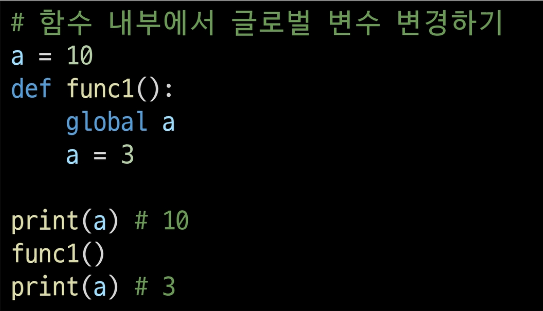 # 함수 내부에서 글로벌 변수 변경하기
a = 10
def func1():
    global a
    a = 3

print(a) # 10
func1()
print(a) # 3